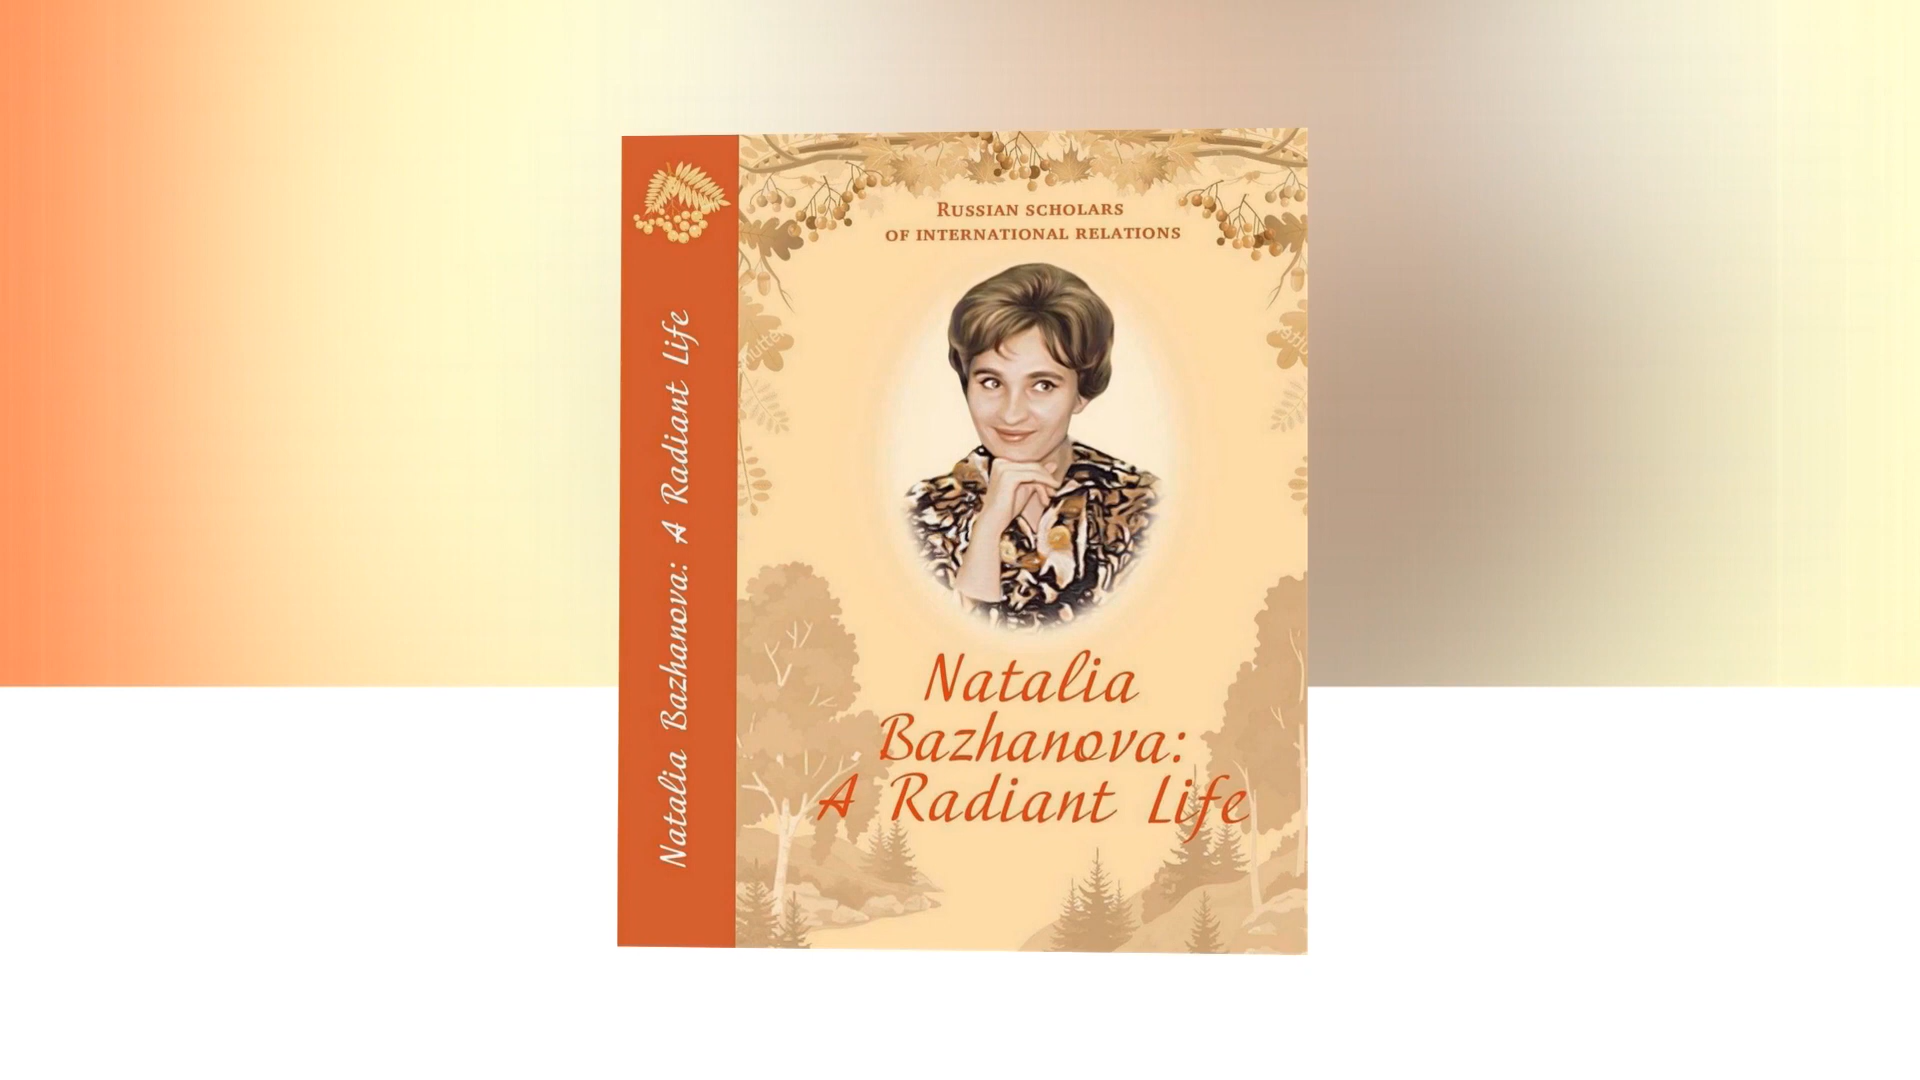 Natalia Bazhanova: A Radiant Life
Russian scholars
of international relations
Natalia
Bazhanova:
A Radiant Life